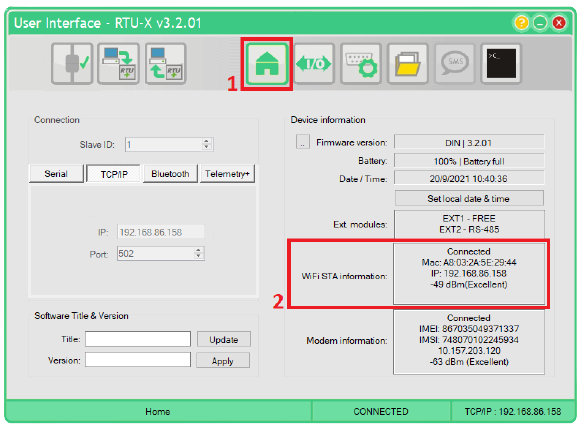 User Interface - RTU-X v3.2.01
?
RTU
RTU
1
I/O
SMS
>_
Connection
Slave ID: 1
Serial TCP/IP Bluetooth Telemetry+
IP: 192.168.86.158
Port: 502
Software Title & Version
Title: Update
Version: Apply
Device information
.. Firmware version: DIN | 3.2.01
Battery: 100% | Battery full
Date / Time: 20/9/2021 10:40:36
Set local date & time
Ext. modules: EXT1 - FREE
EXT2 - RS-485
2
WiFi STA information: Connected
Mac: A8:03:2A:5E:29:44
IP: 192.168.86.158
-49 dBm(Excellent)
Modem information: Connected
IMEI: 867035049371337
IMSI: 748070102245934
10.157.203.120
-63 dBm (Excellent)
Home CONNECTED TCP/IP : 192.168.86.158